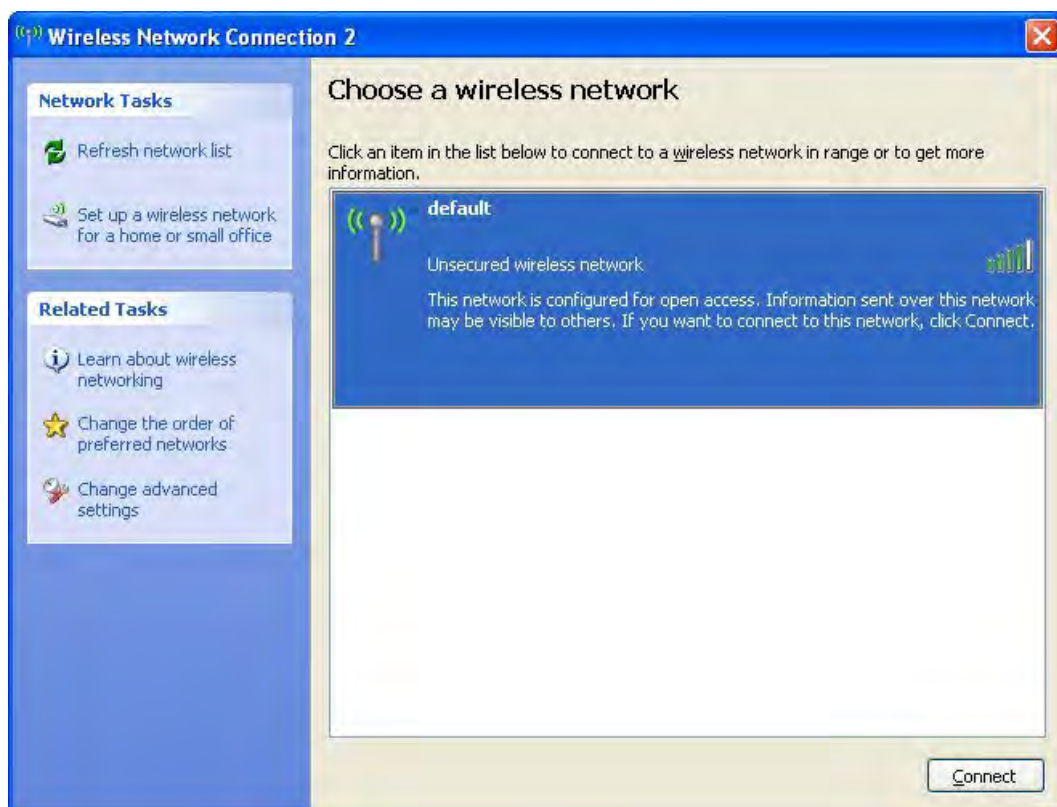 Wireless Network Connection 2
Network Tasks
Refresh network list
Set up a wireless network
for a home or small office
Related Tasks
Learn about wireless
networking
Change the order of
preferred networks
Change advanced
settings
Choose a wireless network
Click an item in the list below to connect to a wireless network in range or to get more
information.
default
Unsecured wireless network
This network is configured for open access. Information sent over this network
may be visible to others. If you want to connect to this network, click Connect.
Connect